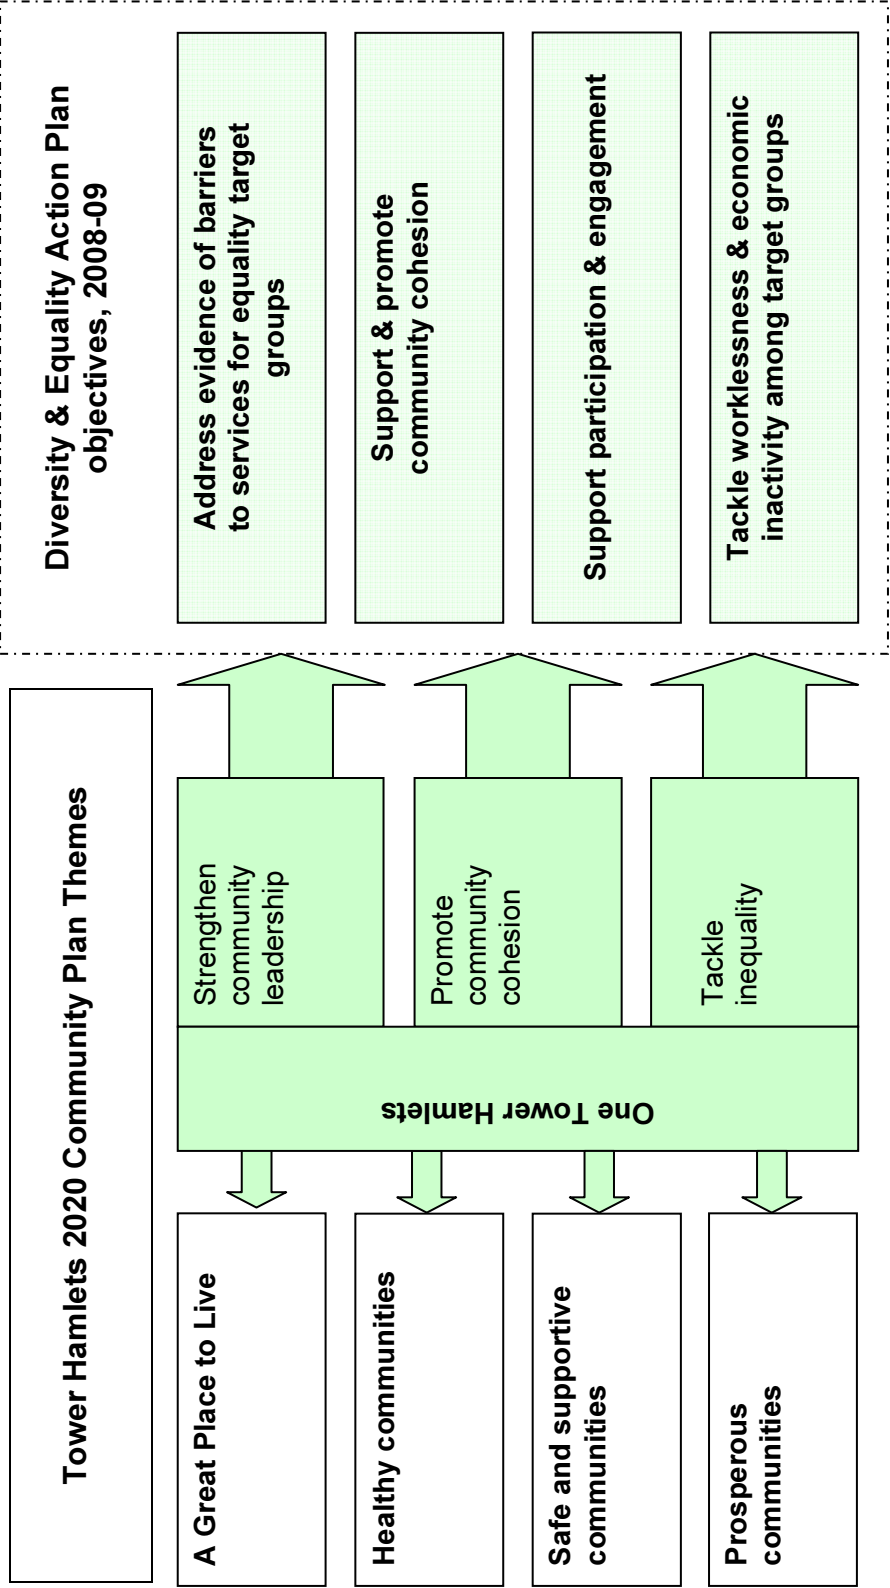 Tower Hamlets 2020 Community Plan Themes
A Great Place to Live
Healthy communities
Safe and supportive
communities
Prosperous
communities
One Tower Hamlets
Strengthen
community
leadership
Promote
community
cohesion
Tackle
inequality
Diversity & Equality Action Plan
objectives, 2008-09
Address evidence of barriers
to services for equality target
groups
Support & promote
community cohesion
Support participation & engagement
Tackle worklessness & economic
inactivity among target groups